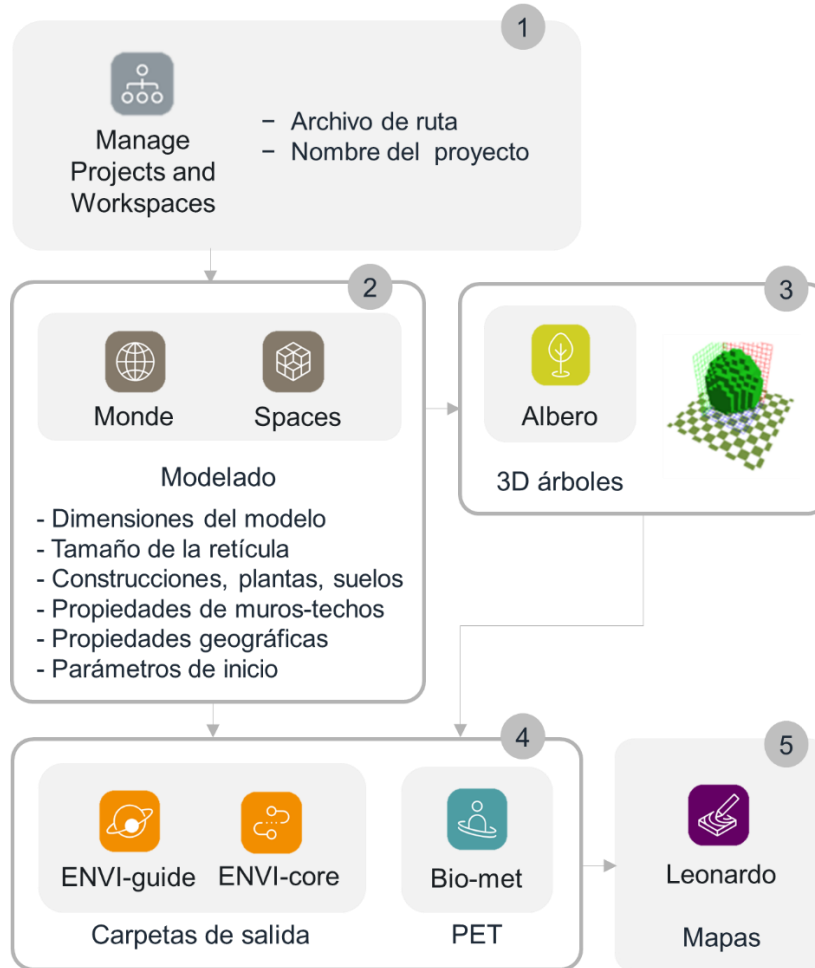 1
Manage
Projects and
Workspaces
− Archivo de ruta
− Nombre del proyecto
2
Monde
Spaces
Modelado
- Dimensiones del modelo
- Tamaño de la retícula
- Construcciones, plantas, suelos
- Propiedades de muros-techos
- Propiedades geográficas
- Parámetros de inicio
3
Albero
3D árboles
4
ENVI-guide
ENVI-core
Carpetas de salida
Bio-met
PET
5
Leonardo
Mapas